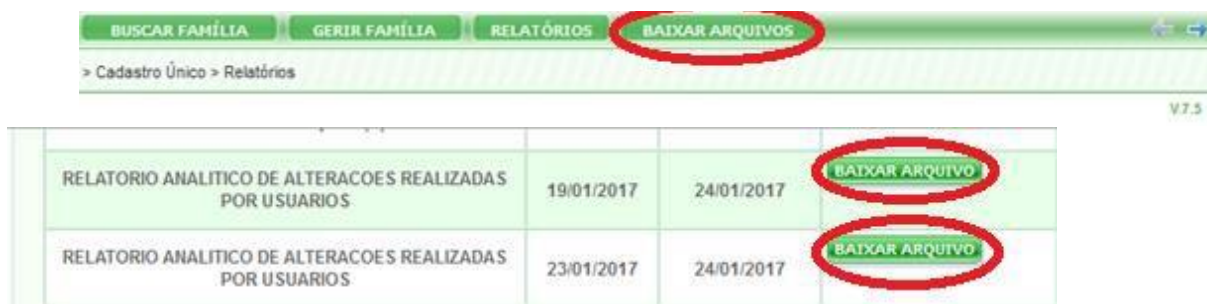 BUSCAR FAMÍLIA GERIR FAMÍLIA RELATÓRIOS BAIXAR ARQUIVOS
> Cadastro Único > Relatórios
V.7.5
RELATORIO ANALITICO DE ALTERACOES REALIZADAS
POR USUARIOS
19/01/2017 24/01/2017 BAIXAR ARQUIVO
RELATORIO ANALITICO DE ALTERACOES REALIZADAS
POR USUARIOS
23/01/2017 24/01/2017 BAIXAR ARQUIVO